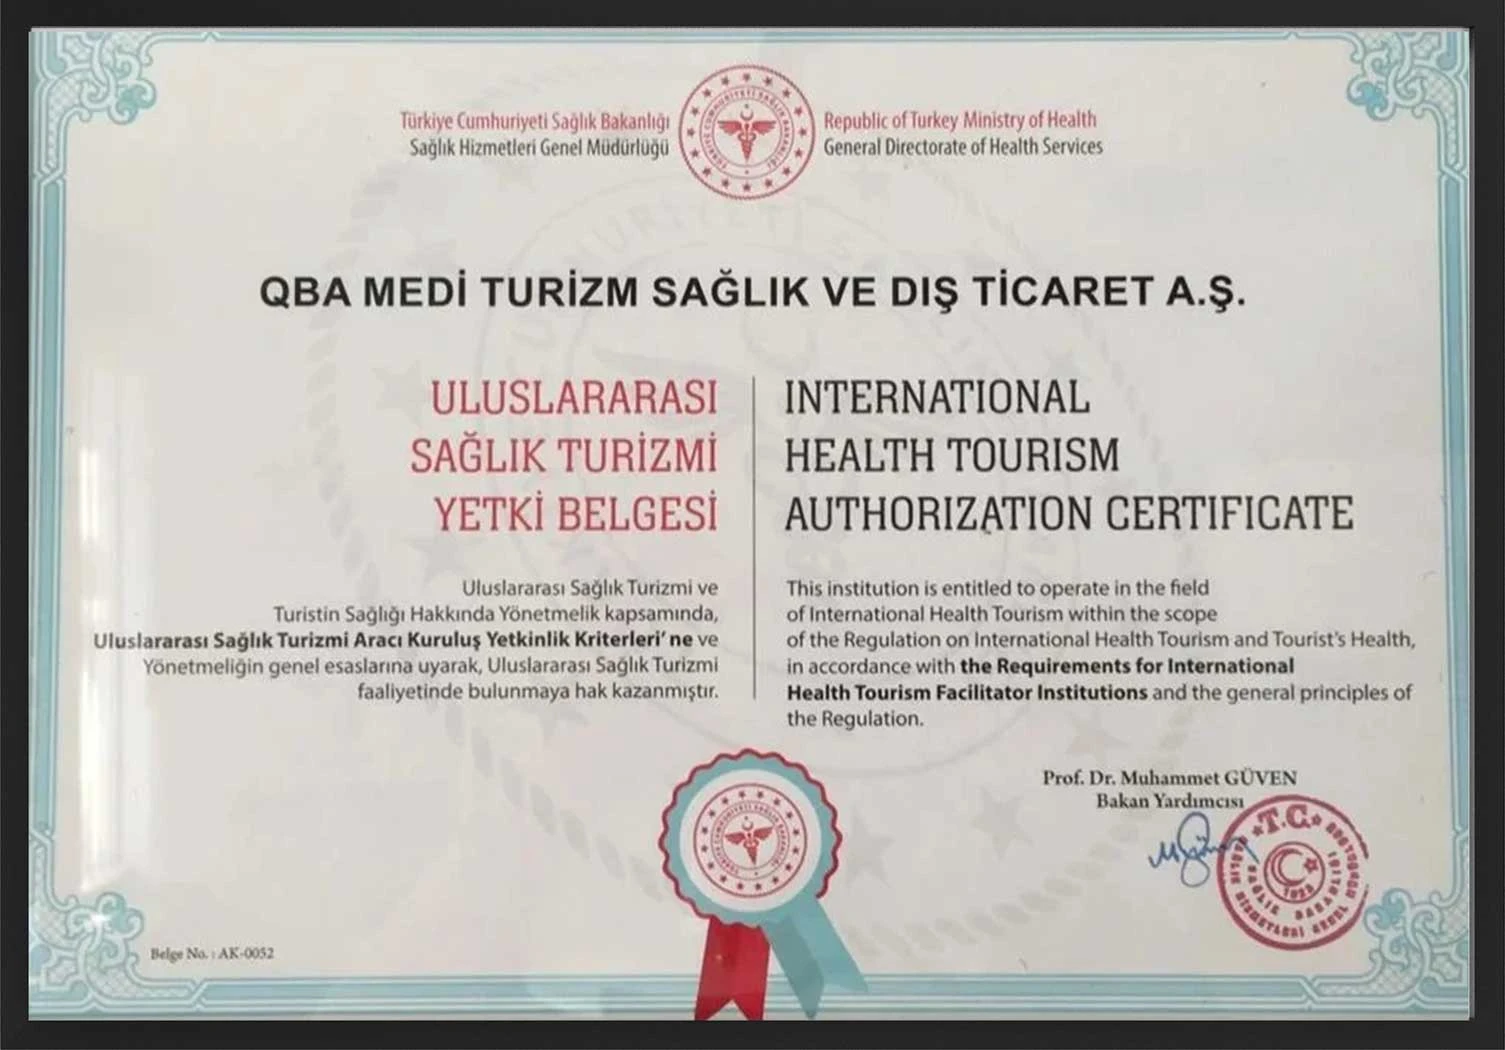 Türkiye Cumhuriyeti Sağlık Bakanlığı
Sağlık Hizmetleri Genel Müdürlüğü
Republic of Turkey Ministry of Health
General Directorate of Health Services
QBA MEDİ TURİZM SAĞLIK VE DIŞ TİCARET A.Ş.
ULUSLARARASI
SAĞLIK TURİZMİ
YETKİ BELGESİ
INTERNATIONAL
HEALTH TOURISM
AUTHORIZATION CERTIFICATE
Uluslararası Sağlık Turizmi ve
Turistin Sağlığı Hakkında Yönetmelik kapsamında,
Uluslararası Sağlık Turizmi Aracı Kuruluş Yetkinlik Kriterleri' ne ve
Yönetmeliğin genel esaslarına uyarak, Uluslararası Sağlık Turizmi
faaliyetinde bulunmaya hak kazanmıştır.
This institution is entitled to operate in the field
of International Health Tourism within the scope
of the Regulation on International Health Tourism and Tourist's Health,
in accordance with the Requirements for International
Health Tourism Facilitator Institutions and the general principles of
the Regulation.
Prof. Dr. Muhammet GÜVEN
Bakan Yardımcısı
T.C.
SAĞLIK BAKANLIĞI
1923
Belge No. : AK-0052